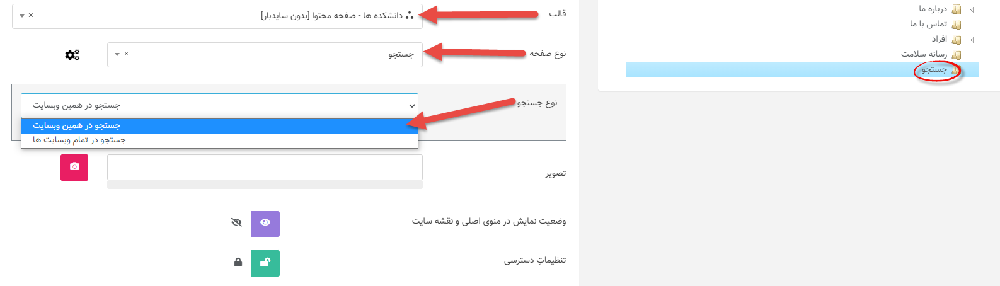 درباره ما
تماس با ما
افراد
رسانه سلامت
جستجو
قالب
دانشکده ها - صفحه محتوا [بدون سایدبار]
×
نوع صفحه
جستجو
×
نوع جستجو
جستجو در همین وبسایت
جستجو در همین وبسایت
جستجو در تمام وبسایت ها
تصویر
وضعیت نمایش در منوی اصلی و نقشه سایت
تنظیماتِ دسترسی